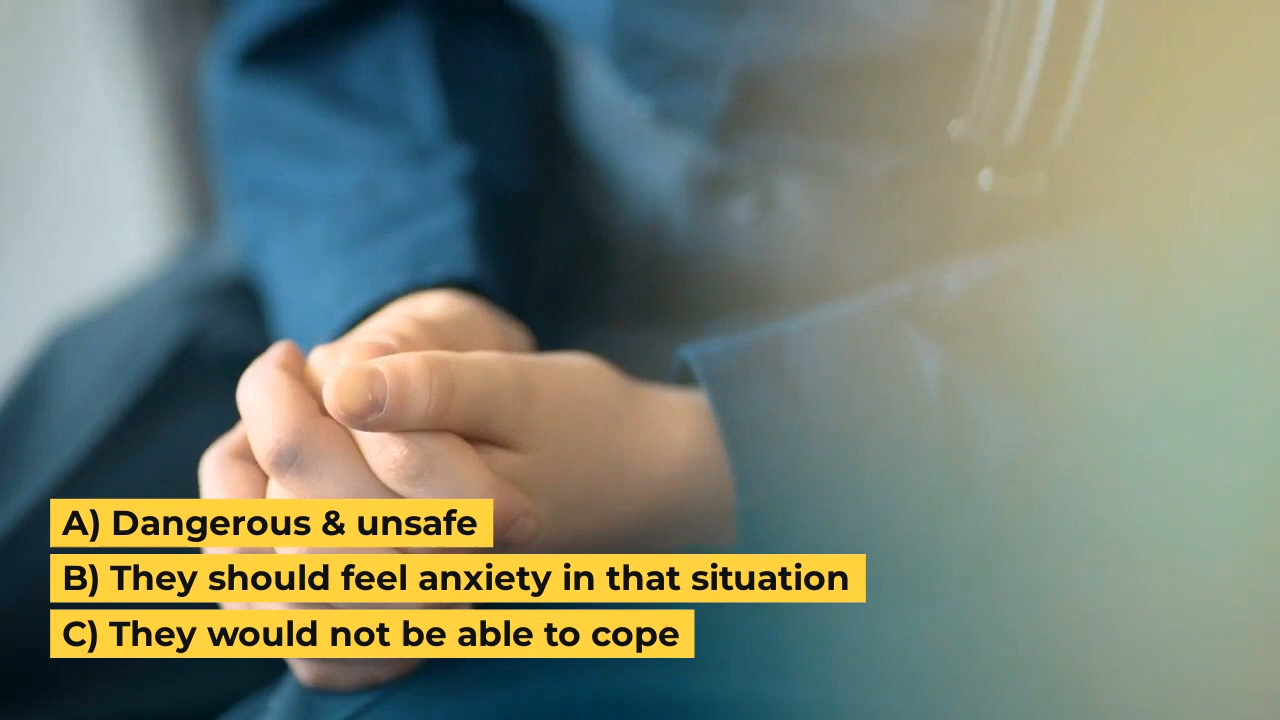 A) Dangerous & unsafe
B) They should feel anxiety in that situation
C) They would not be able to cope